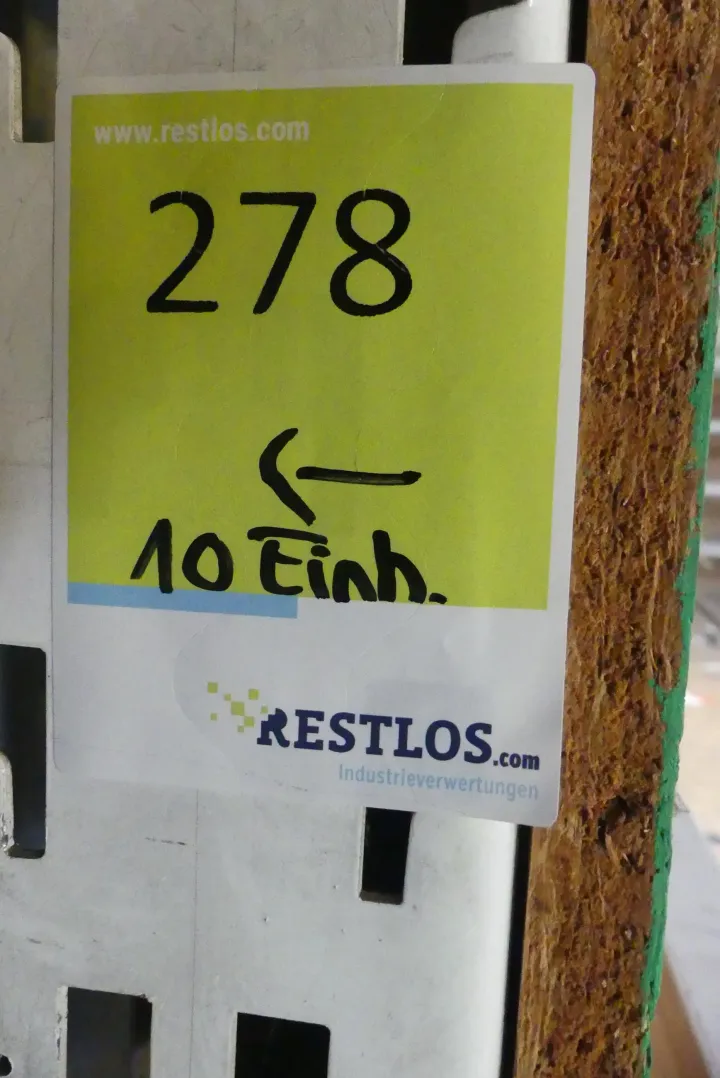 www.restlos.com
278
←
10 Einh.
RESTLOS.com
Industrieverwertungen